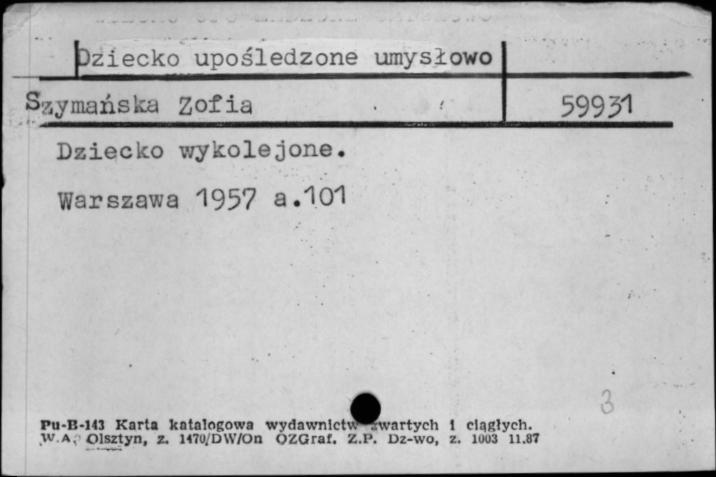 Dziecko upośledzone umysłowo
Szymańska Zofia 59931
Dziecko wykolejone.
Warszawa 1957 a.101
3
Pu-B-143 Karta katalogowa wydawnictw zwartych i ciągłych.
W.A. Olsztyn, z. 1470/DW/On OZGraf. Z.P. Dz-wo, z. 1003 11.87